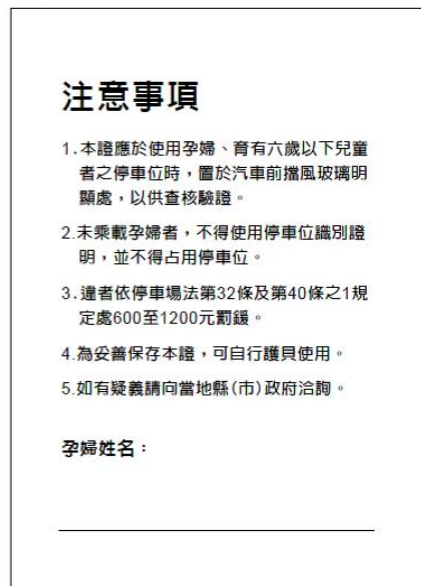 注意事項
1.本證應於使用孕婦、育有六歲以下兒童
者之停車位時，置於汽車前擋風玻璃明
顯處，以供查核驗證。
2.未乘載孕婦者，不得使用停車位識別證
明，並不得占用停車位。
3.違者依停車場法第32條及第40條之1規
定處600至1200元罰鍰。
4.為妥善保存本證，可自行護貝使用。
5.如有疑義請向當地縣(市)政府洽詢。
孕婦姓名：